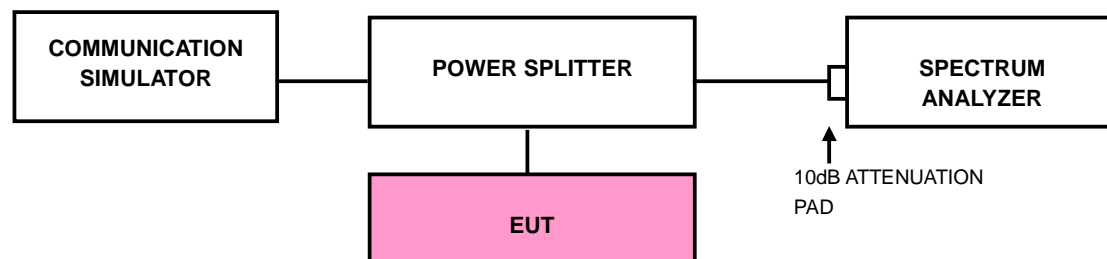 COMMUNICATION
SIMULATOR
POWER SPLITTER
SPECTRUM
ANALYZER
10dB ATTENUATION
PAD
EUT